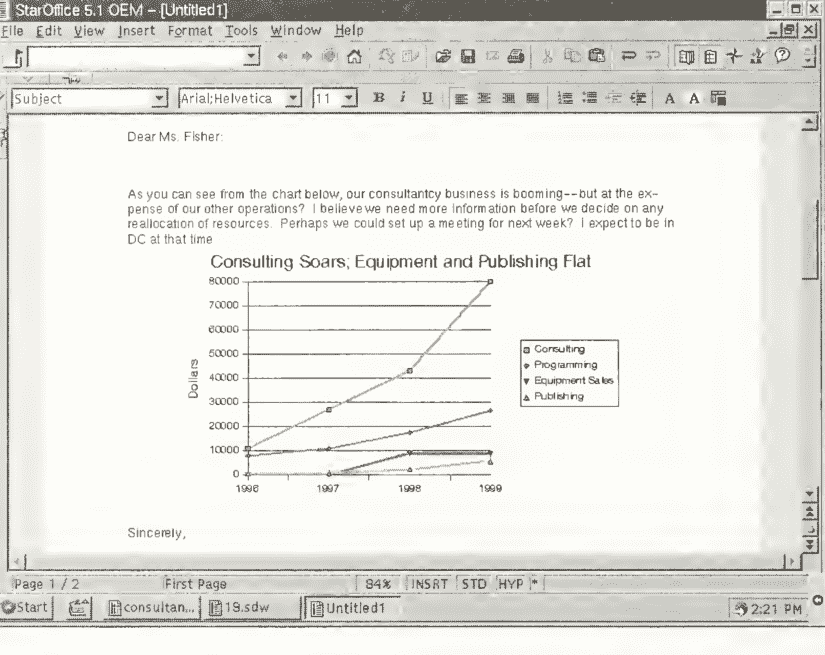 StarOffice 5.1 OEM – [Untitled1]
File Edit View Insert Format Tools Window Help
Subject Arial;Helvetica 11 B i U A A
Dear Ms. Fisher:
As you can see from the chart below, our consultantcy business is booming--but at the ex-
pense of our other operations? I believe we need more information before we decide on any
reallocation of resources. Perhaps we could set up a meeting for next week? I expect to be in
DC at that time
Consulting Soars; Equipment and Publishing Flat
80000
70000
60000
50000
40000
30000
20000
10000
0
Dollars
1996 1997 1998 1999
Consulting
Programming
Equipment Sales
Publishing
Sincerely,
Page 1 / 2 First Page 84% INSRT STD HYP *
Start consultan... 19.sdw Untitled1 2:21 PM